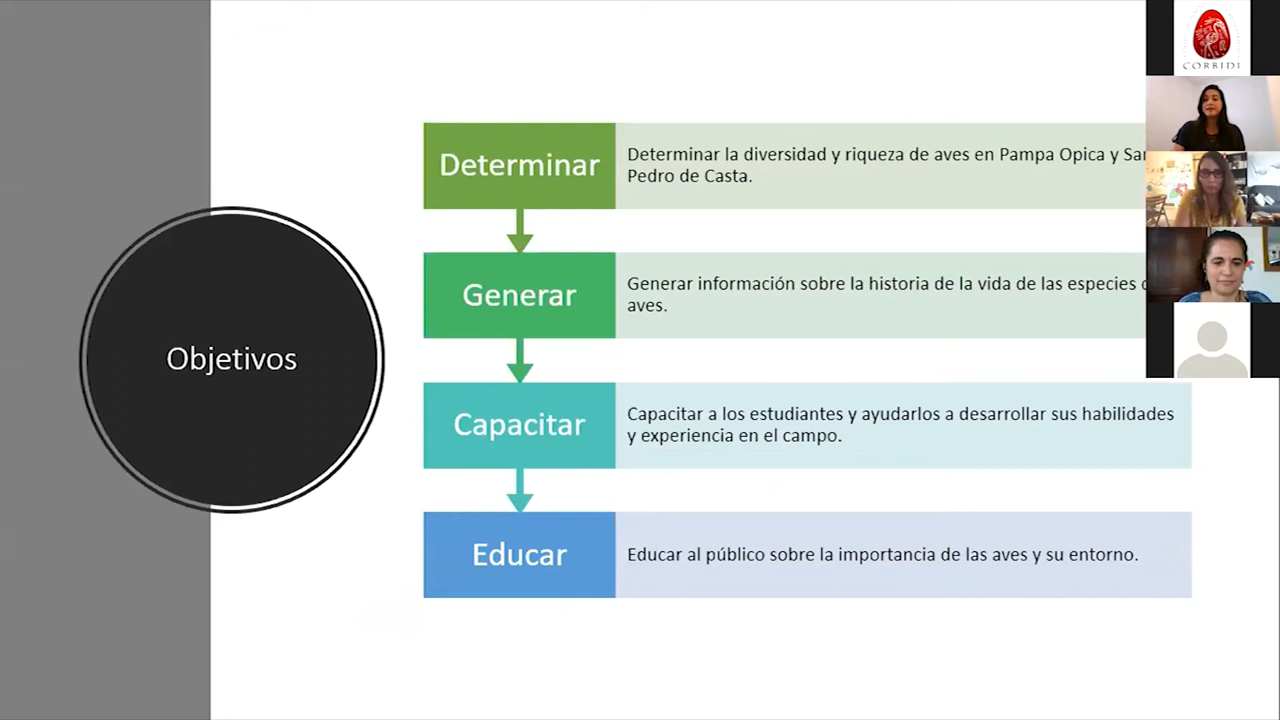 Objetivos
Determinar
Determinar la diversidad y riqueza de aves en Pampa Opica y
Pedro de Casta.
Generar
Generar información sobre la historia de la vida de las especies
aves.
Capacitar
Capacitar a los estudiantes y ayudarlos a desarrollar sus habilidades
y experiencia en el campo.
Educar
Educar al público sobre la importancia de las aves y su entorno.
CORBIDI